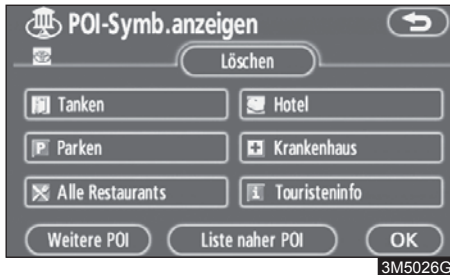 POI-Symb.anzeigen
Löschen
Tanken
Hotel
P Parken
Krankenhaus
Alle Restaurants
i Touristeninfo
Weitere POI
Liste naher POI
OK
3M5026G